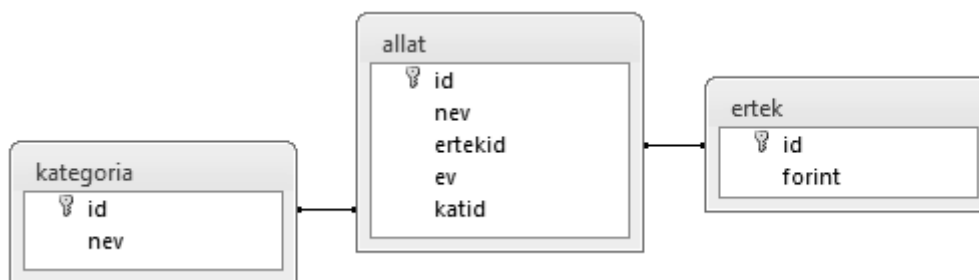 kategoria
id
nev
allat
id
nev
ertekid
ev
katid
ertek
id
forint